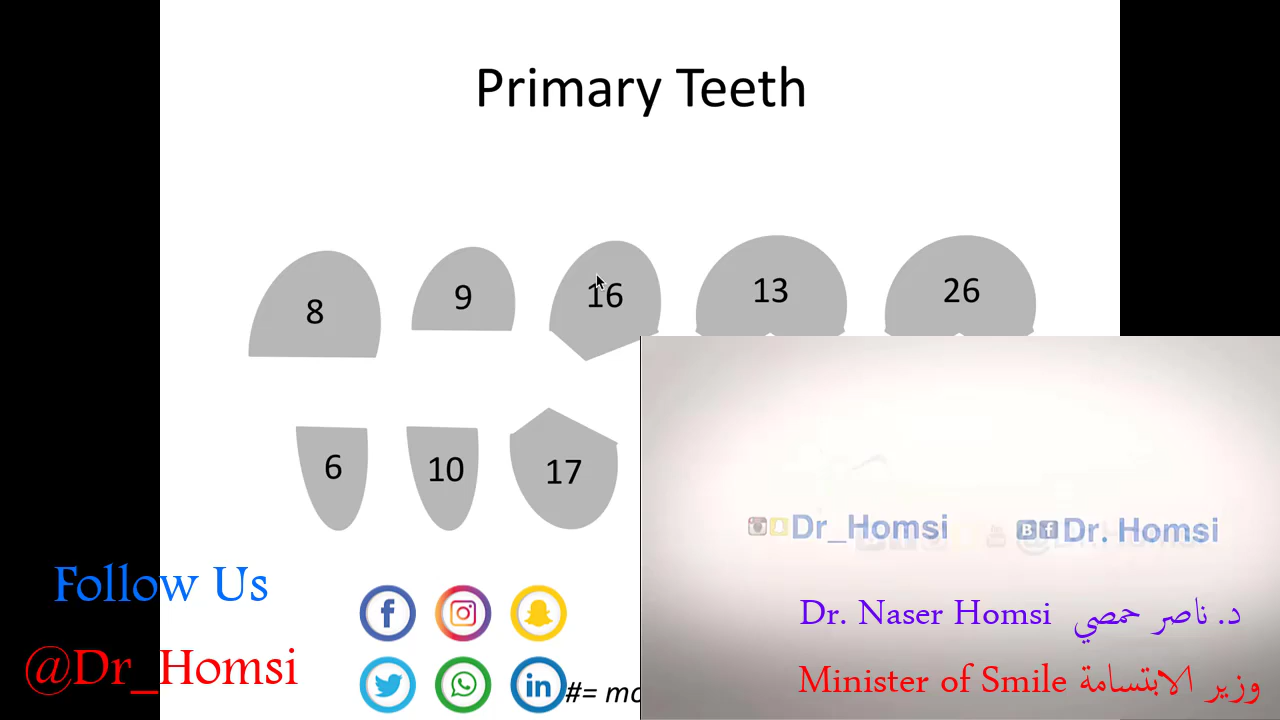 Primary Teeth
8 9 16 13 26
6 10 17
Dr_Homsi
Dr. Homsi
Follow Us
@Dr_Homsi
#= mo
Dr. Naser Homsi د. ناصر حمصي
Minister of Smile وزير الابتسامة